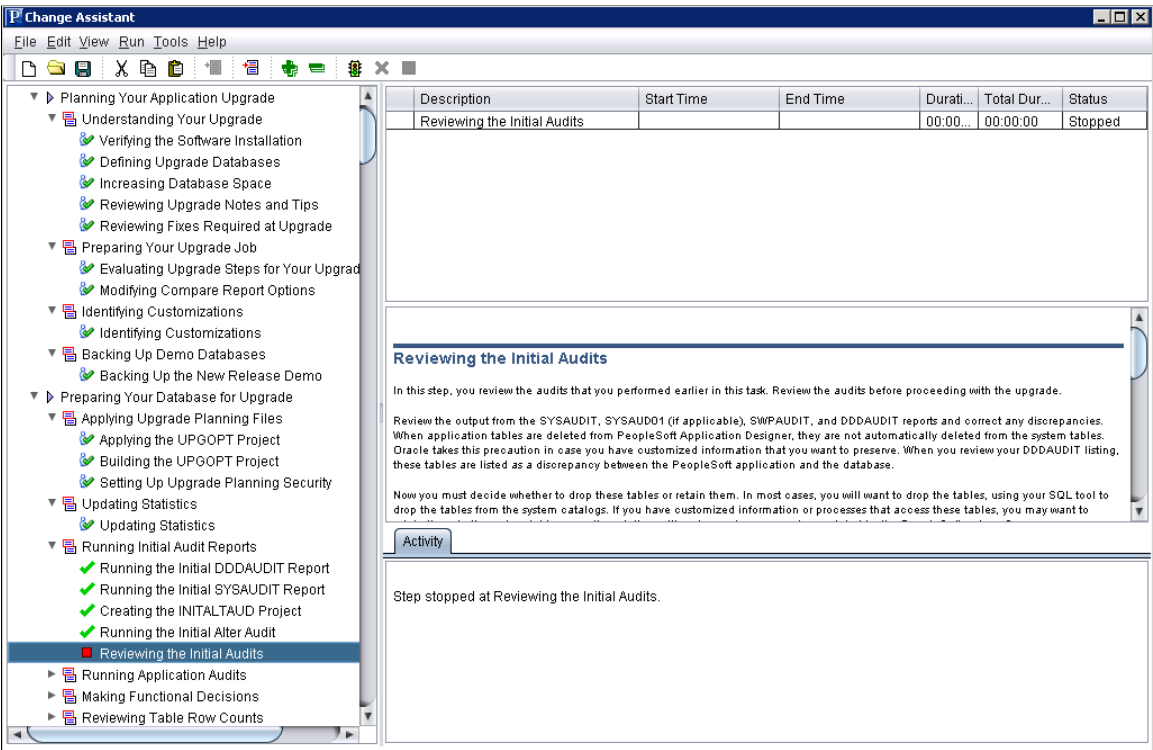 Change Assistant
File Edit View Run Tools Help
Planning Your Application Upgrade
Understanding Your Upgrade
Verifying the Software Installation
Defining Upgrade Databases
Increasing Database Space
Reviewing Upgrade Notes and Tips
Reviewing Fixes Required at Upgrade
Preparing Your Upgrade Job
Evaluating Upgrade Steps for Your Upgrad
Modifying Compare Report Options
Identifying Customizations
Identifying Customizations
Backing Up Demo Databases
Backing Up the New Release Demo
Preparing Your Database for Upgrade
Applying Upgrade Planning Files
Applying the UPGOPT Project
Building the UPGOPT Project
Setting Up Upgrade Planning Security
Updating Statistics
Updating Statistics
Running Initial Audit Reports
Running the Initial DDDAUDIT Report
Running the Initial SYSAUDIT Report
Creating the INITALTAUD Project
Running the Initial Alter Audit
Reviewing the Initial Audits
Running Application Audits
Making Functional Decisions
Reviewing Table Row Counts
Description Start Time End Time Durati... Total Dur... Status
Reviewing the Initial Audits 00:00... 00:00:00 Stopped
Reviewing the Initial Audits
In this step, you review the audits that you performed earlier in this task. Review the audits before proceeding with the upgrade.
Review the output from the SYSAUDIT, SYSAUD01 (if applicable), SWPAUDIT, and DDDAUDIT reports and correct any discrepancies.
When application tables are deleted from PeopleSoft Application Designer, they are not automatically deleted from the system tables.
Oracle takes this precaution in case you have customized information that you want to preserve. When you review your DDDAUDIT listing,
these tables are listed as a discrepancy between the PeopleSoft application and the database.
Now you must decide whether to drop these tables or retain them. In most cases, you will want to drop the tables, using your SQL tool to
drop the tables from the system catalogs. If you have customized information or processes that access these tables, you may want to
Activity
Step stopped at Reviewing the Initial Audits.